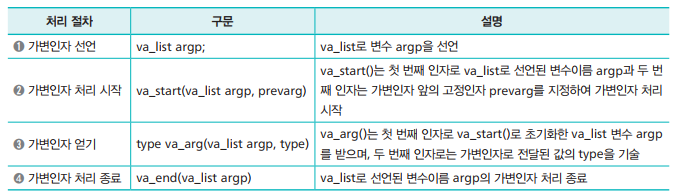 처리 절차 구문 설명
❶ 가변인자 선언 va_list argp; va_list로 변수 argp을 선언
❷ 가변인자 처리 시작 va_start(va_list argp, prevarg) va_start()는 첫 번째 인자로 va_list로 선언된 변수이름 argp과 두 번
째 인자는 가변인자 앞의 고정인자 prevarg를 지정하여 가변인자 처리
시작
❸ 가변인자 얻기 type va_arg(va_list argp, type) va_arg()는 첫 번째 인자로 va_start()로 초기화한 va_list 변수 argp
를 받으며, 두 번째 인자로는 가변인자로 전달된 값의 type을 기술
❹ 가변인자 처리 종료 va_end(va_list argp) va_list로 선언된 변수이름 argp의 가변인자 처리 종료